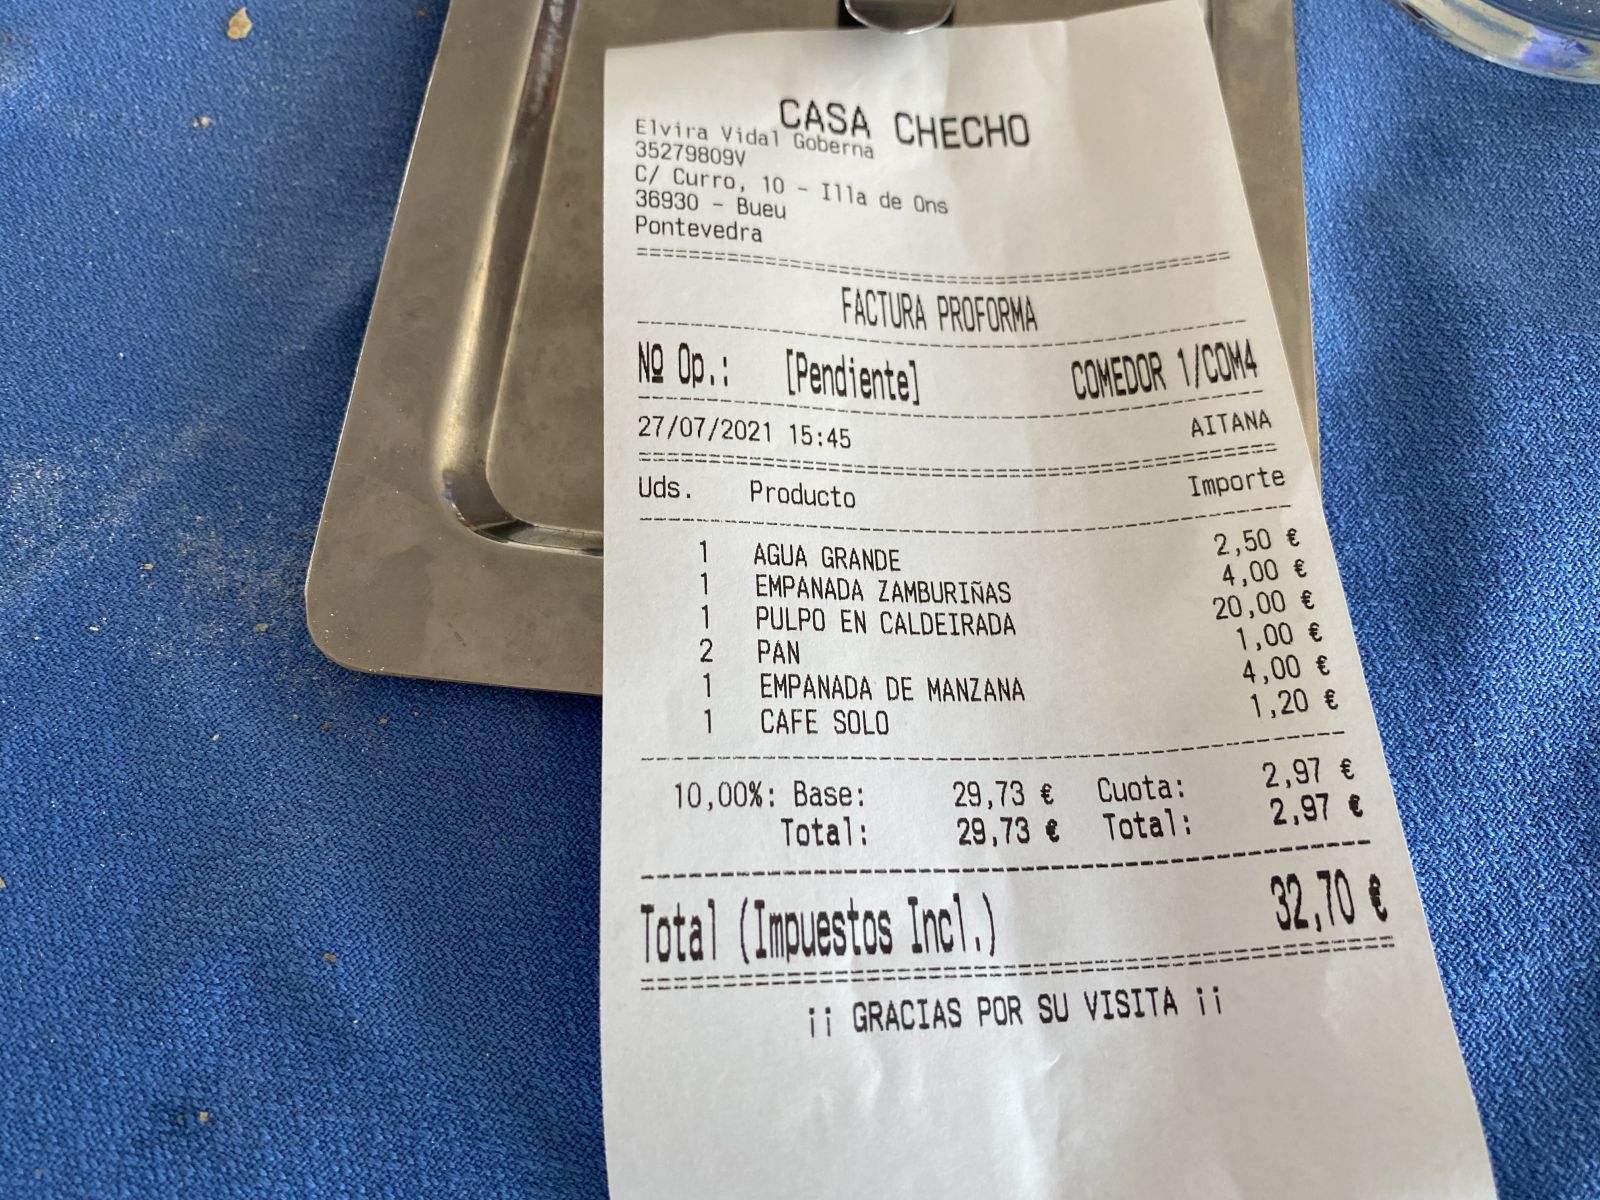 CASA CHECHO
Elvira Vidal Goberna
35279809V
C/ Curro, 10 - Illa de Ons
36930 - Bueu
Pontevedra
FACTURA PROFORMA
Nº Op.: [Pendiente] COMEDOR 1/COM4
27/07/2021 15:45 AITANA
Uds. Producto Importe
1 AGUA GRANDE 2,50 €
1 EMPANADA ZAMBURIÑAS 4,00 €
1 PULPO EN CALDEIRADA 20,00 €
2 PAN 1,00 €
1 EMPANADA DE MANZANA 4,00 €
1 CAFE SOLO 1,20 €
10,00%: Base: 29,73 € Cuota: 2,97 €
Total: 29,73 € Total: 2,97 €
Total (Impuestos Incl.) 32,70 €
¡¡ GRACIAS POR SU VISITA ¡¡